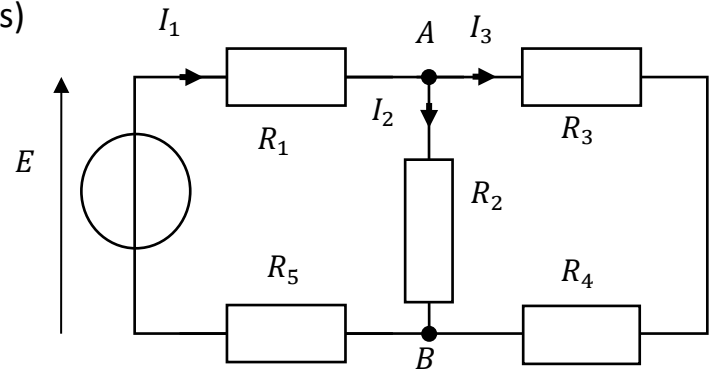 s)
I₁
A
I₃
I₂
R₁
R₃
E
R₂
R₅
R₄
B